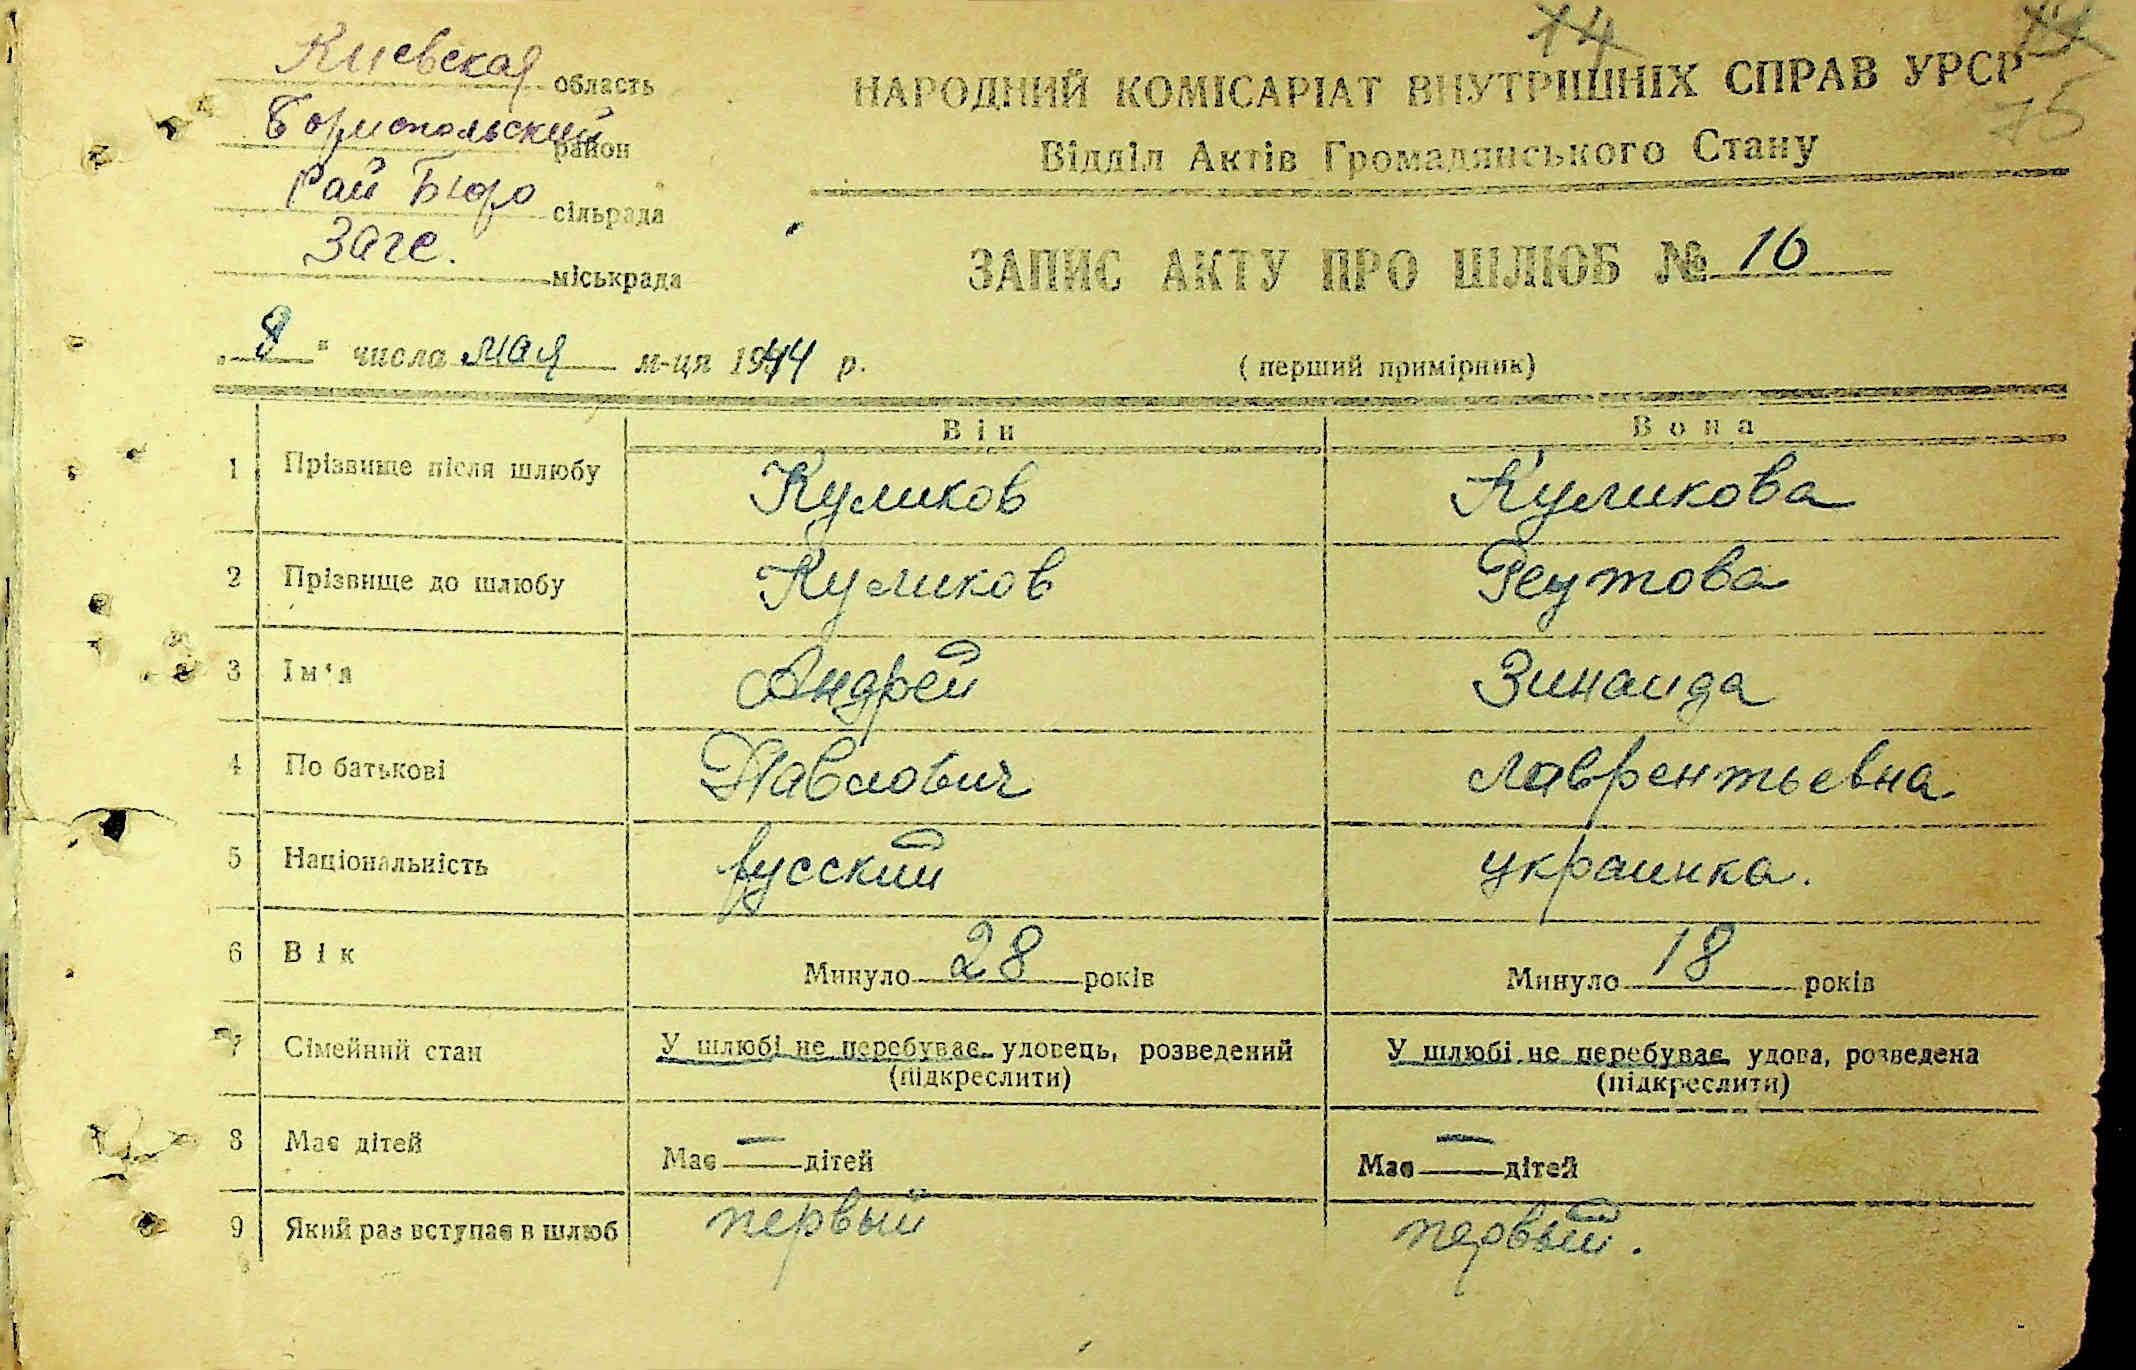 Киевская область
Бориспольский район
Рай Бюро сільрада
Загс. міськрада
НАРОДНИЙ КОМІСАРІАТ ВНУТРІШНІХ СПРАВ УРСР
75
Відділ Актів Громадянського Стану
ЗАПИС АКТУ ПРО ШЛЮБ № 16
„8" числа мая м-ця 1944 р.
(перший примірник)
Він Вона
1 Прізвище після шлюбу Куликов Куликова
2 Прізвище до шлюбу Куликов Реутова
3 Ім'я Андрей Зинаида
4 По батькові Павлович Лаврентьевна
5 Національність русский украинка.
6 Вік Минуло 28 років Минуло 18 років
7 Сімейний стан У шлюбі не перебуває, удовець, розведений У шлюбі не перебуває, удова, розведена
(підкреслити) (підкреслити)
8 Має дітей Має — дітей Має — дітей
9 Який раз вступає в шлюб первый первый.